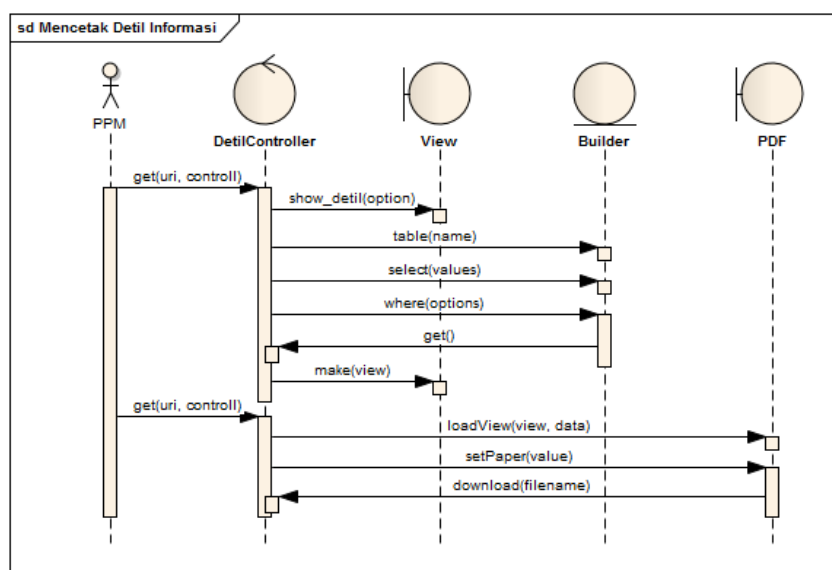 sd Mencetak Detil Informasi
PPM
DetilController
View
Builder
PDF
get(uri, controll)
show_detil(option)
table(name)
select(values)
where(options)
get()
make(view)
get(uri, controll)
loadView(view, data)
setPaper(value)
download(filename)